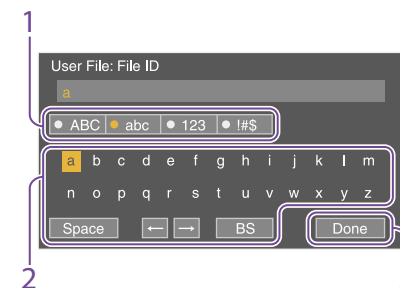 1
User File: File ID
a
ABC abc 123 !#$
a b c d e f g h i j k l m
n o p q r s t u v w x y z
Space ← → BS Done
2